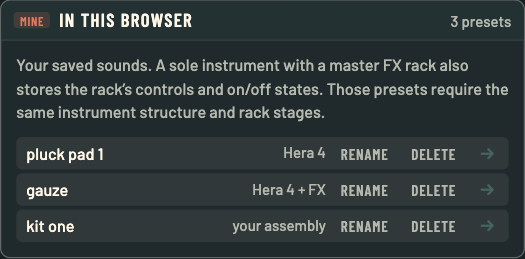 MINE IN THIS BROWSER 3 presets
Your saved sounds. A sole instrument with a master FX rack also
stores the rack's controls and on/off states. Those presets require the
same instrument structure and rack stages.
pluck pad 1 Hera 4 RENAME DELETE →
gauze Hera 4 + FX RENAME DELETE →
kit one your assembly RENAME DELETE →